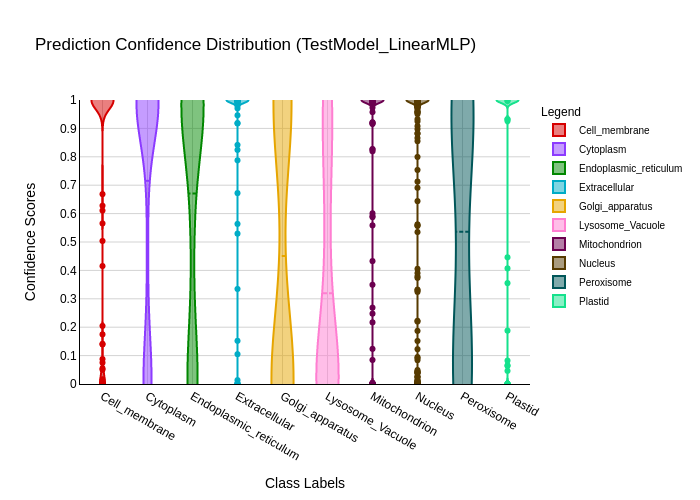 Prediction Confidence Distribution (TestModel_LinearMLP)
Legend
Cell_membrane
Cytoplasm
Endoplasmic_reticulum
Extracellular
Golgi_apparatus
Lysosome_Vacuole
Mitochondrion
Nucleus
Peroxisome
Plastid
Confidence Scores
1
0.9
0.8
0.7
0.6
0.5
0.4
0.3
0.2
0.1
0
Cell_membrane
Cytoplasm
Endoplasmic_reticulum
Extracellular
Golgi_apparatus
Lysosome_Vacuole
Mitochondrion
Nucleus
Peroxisome
Plastid
Class Labels